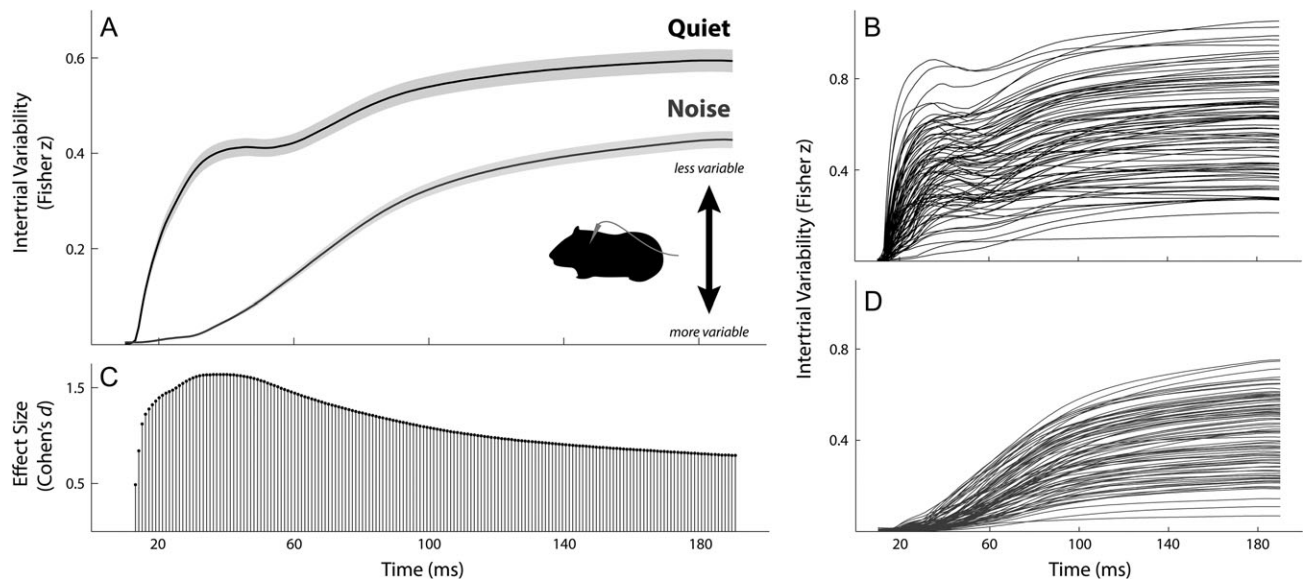 A
Quiet
Noise
less variable
more variable
Intertrial Variability
(Fisher z)
0.6
0.4
0.2
C
Effect Size
(Cohen's d)
1.5
0.5
20 60 100 140 180
Time (ms)
B
0.8
0.4
Intertrial Variability (Fisher z)
D
0.8
0.4
20 60 100 140 180
Time (ms)